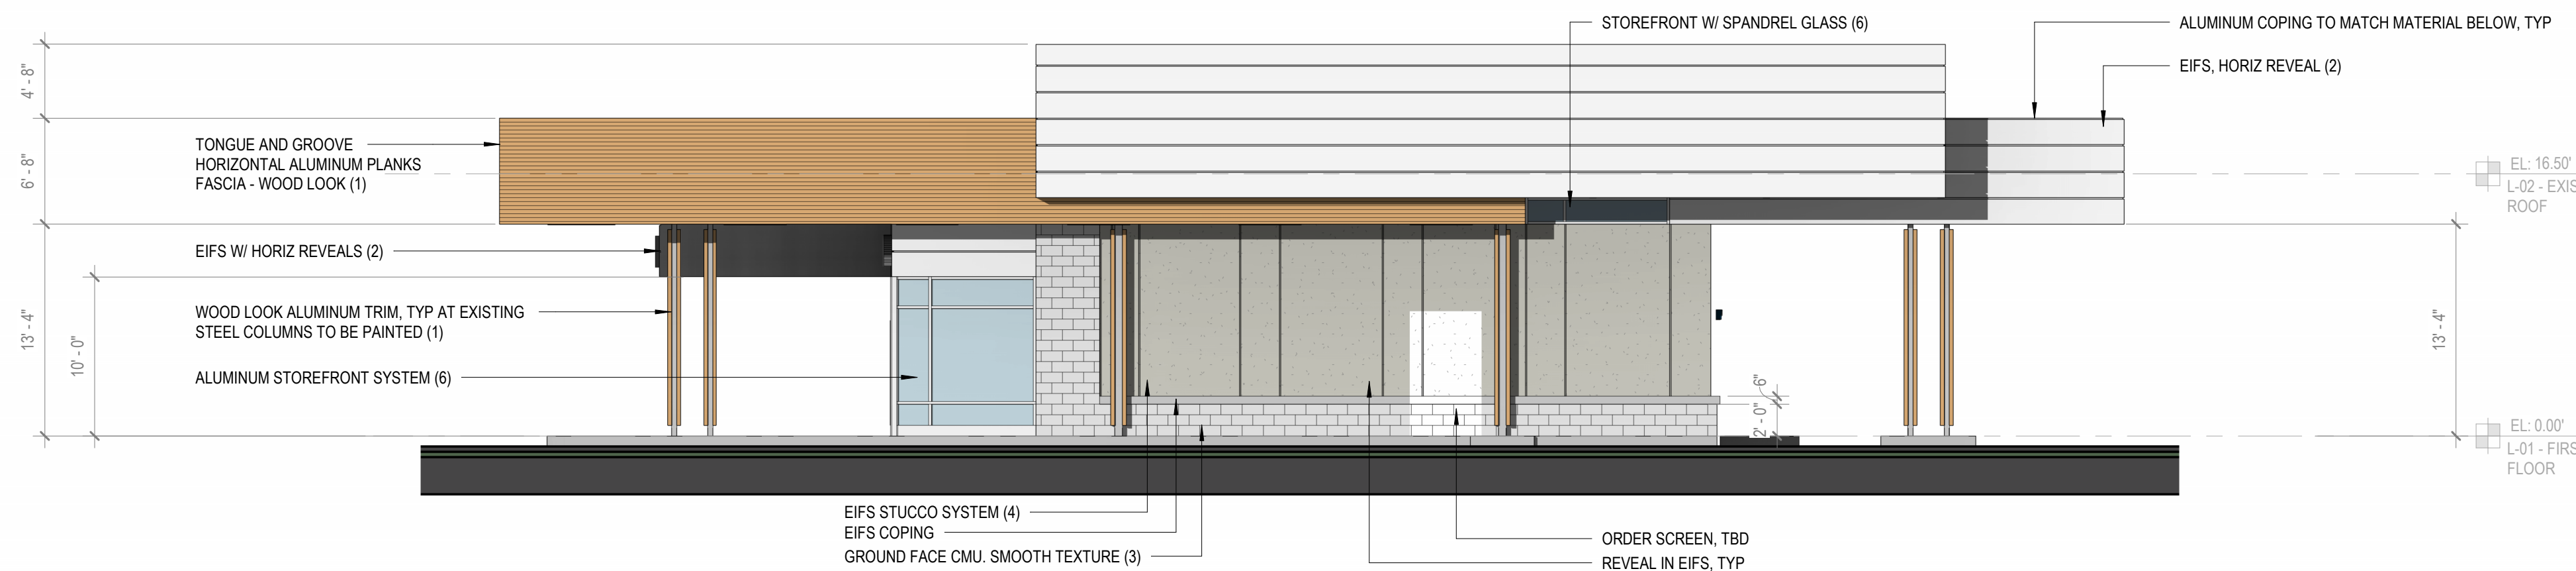 STOREFRONT W/ SPANDREL GLASS (6)
ALUMINUM COPING TO MATCH MATERIAL BELOW, TYP
EIFS, HORIZ REVEAL (2)
4' - 8"
6' - 8"
13' - 4"
10' - 0"
TONGUE AND GROOVE
HORIZONTAL ALUMINUM PLANKS
FASCIA - WOOD LOOK (1)
EIFS W/ HORIZ REVEALS (2)
WOOD LOOK ALUMINUM TRIM, TYP AT EXISTING
STEEL COLUMNS TO BE PAINTED (1)
ALUMINUM STOREFRONT SYSTEM (6)
EL: 16.50'
L-02 - EXIS
ROOF
13' - 4"
6"
2' - 0"
EL: 0.00'
L-01 - FIRS
FLOOR
EIFS STUCCO SYSTEM (4)
EIFS COPING
GROUND FACE CMU. SMOOTH TEXTURE (3)
ORDER SCREEN, TBD
REVEAL IN EIFS, TYP